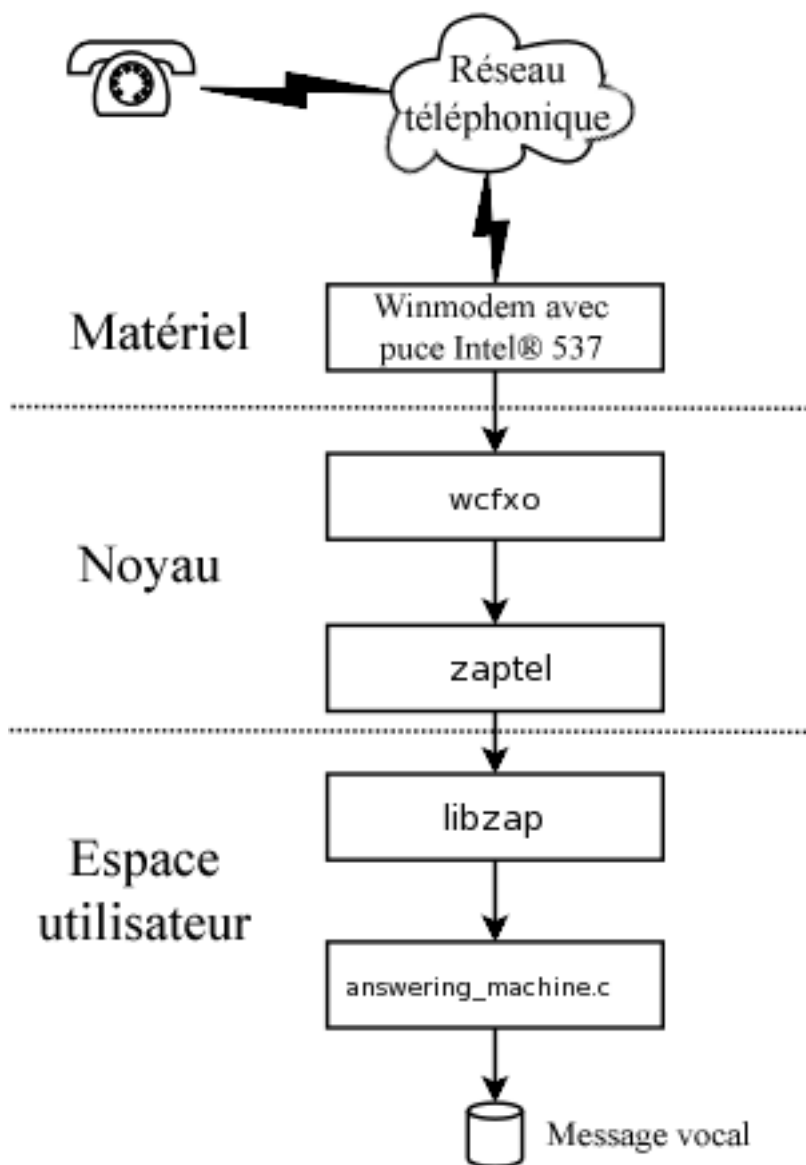 Réseau
téléphonique
Matériel
Winmodem avec
puce Intel® 537
Noyau
wcfxo
zaptel
Espace
utilisateur
libzap
answering_machine.c
Message vocal